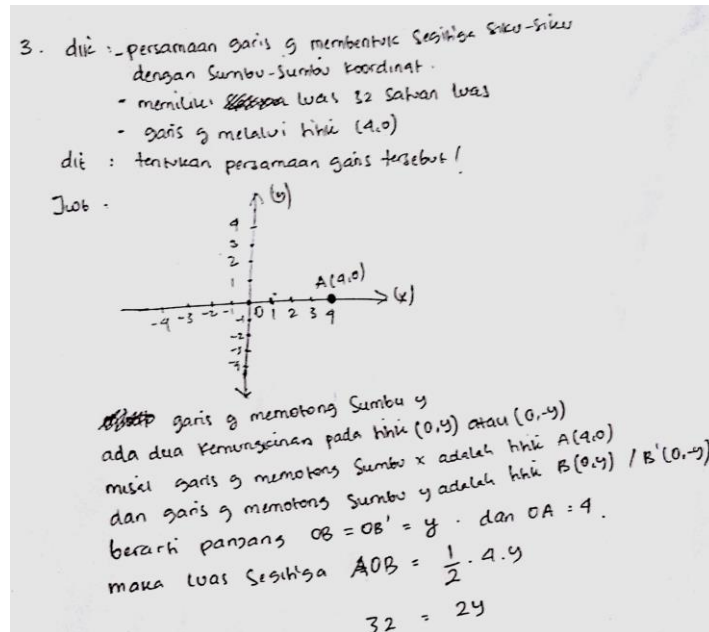 3. dik : - persamaan garis g membentuk segitiga siku-siku
dengan sumbu-sumbu koordinat.
- memiliki luas 32 satuan luas
- garis g melalui titik (4,0)
dit : tentukan persamaan garis tersebut!
Jwb .
(y)
4
3
2
1
A(4,0)
(x)
-4 -3 -2 -1 0 1 2 3 4
-1
-2
-3
-4
garis g memotong sumbu y
ada dua kemungkinan pada titik (0,y) atau (0,-y)
misal garis g memotong sumbu x adalah titik A(4,0)
dan garis g memotong sumbu y adalah titik B(0,y) / B'(0,-y)
berarti panjang OB = OB' = y . dan OA = 4 .
maka luas segitiga AOB = 1/2 . 4 . y
32 = 2y